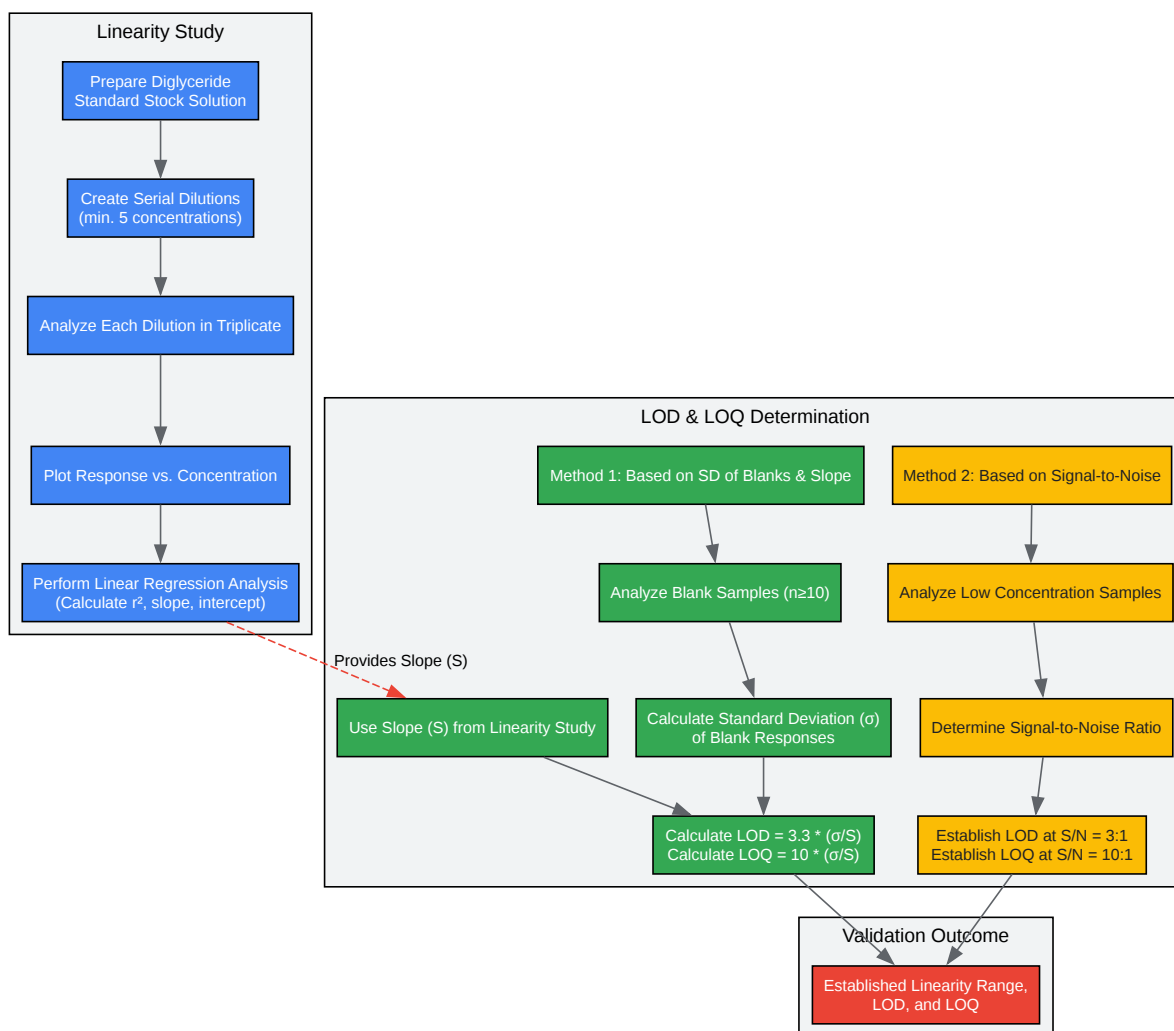 Linearity Study
Prepare Diglyceride
Standard Stock Solution
Create Serial Dilutions
(min. 5 concentrations)
Analyze Each Dilution in Triplicate
Plot Response vs. Concentration
Perform Linear Regression Analysis
(Calculate r², slope, intercept)
Provides Slope (S)
LOD & LOQ Determination
Method 1: Based on SD of Blanks & Slope
Analyze Blank Samples (n≥10)
Use Slope (S) from Linearity Study
Calculate Standard Deviation (σ)
of Blank Responses
Calculate LOD = 3.3 * (σ/S)
Calculate LOQ = 10 * (σ/S)
Method 2: Based on Signal-to-Noise
Analyze Low Concentration Samples
Determine Signal-to-Noise Ratio
Establish LOD at S/N = 3:1
Establish LOQ at S/N = 10:1
Validation Outcome
Established Linearity Range,
LOD, and LOQ